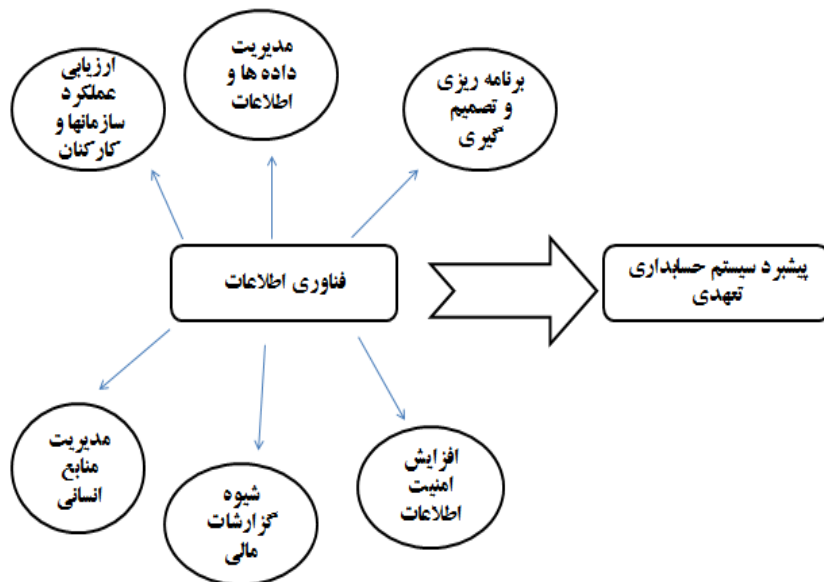 ارزیابی
عملکرد
سازمانها و
کارکنان
مدیریت
داده ها و
اطلاعات
برنامه ریزی
و تصمیم
گیری
فناوری اطلاعات
پیشبرد سیستم حسابداری
تعهدی
مدیریت
منابع
انسانی
شیوه
گزارشات
مالی
افزایش
امنیت
اطلاعات